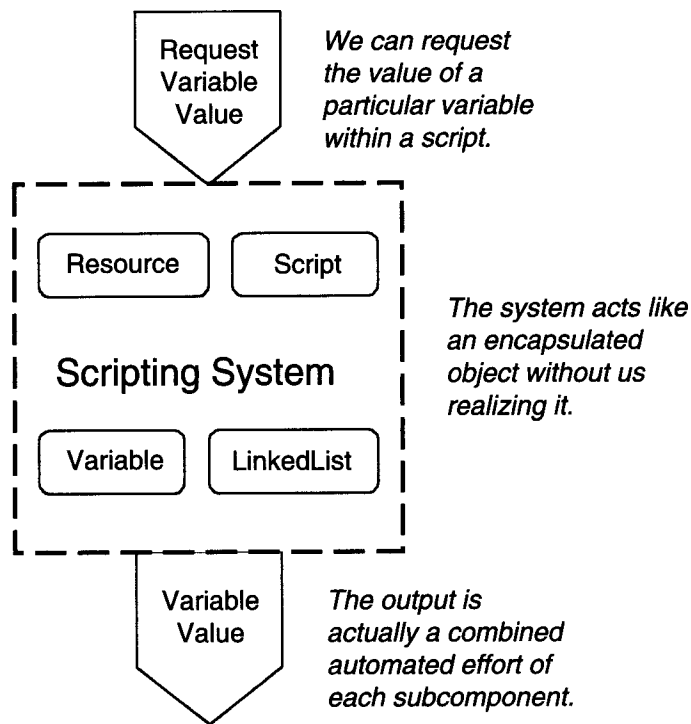 Request
Variable
Value
We can request
the value of a
particular variable
within a script.
Resource
Script
Scripting System
Variable
LinkedList
The system acts like
an encapsulated
object without us
realizing it.
Variable
Value
The output is
actually a combined
automated effort of
each subcomponent.